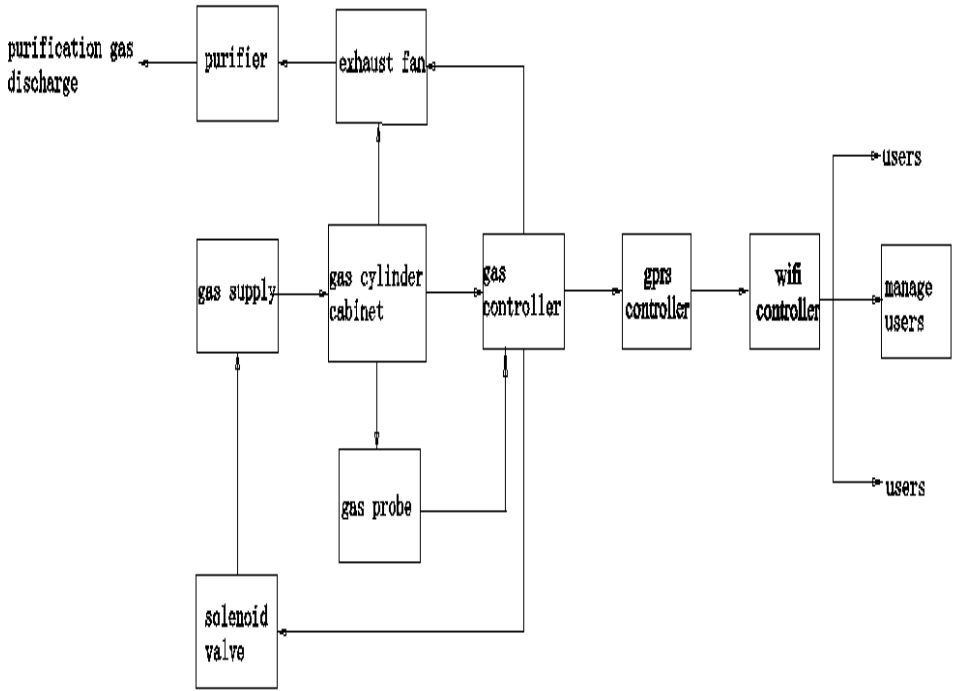 purification gas
discharge
purifier
exhaust fan
users
gas supply
gas cylinder
cabinet
gas
controller
gprs
controller
wifi
controller
manage
users
gas probe
users
solenoid
valve